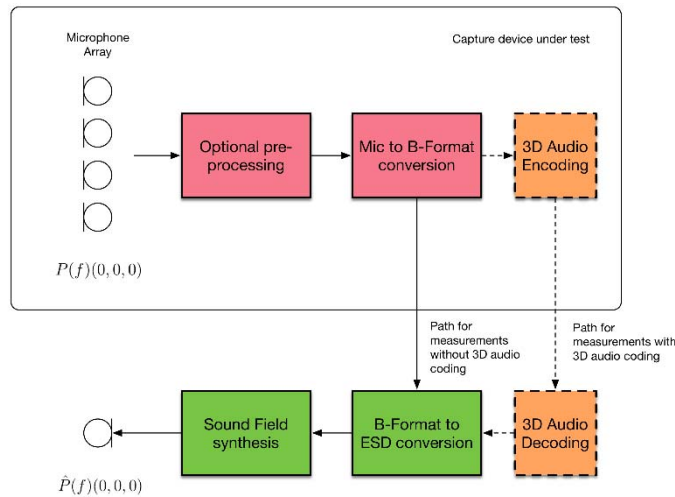 Microphone
Array
Capture device under test
Optional pre-
processing
Mic to B-Format
conversion
3D Audio
Encoding
P(f)(0, 0, 0)
Path for
measurements
without 3D audio
coding
Path for
measurements with
3D audio coding
Sound Field
synthesis
B-Format to
ESD conversion
3D Audio
Decoding
P̂(f)(0, 0, 0)